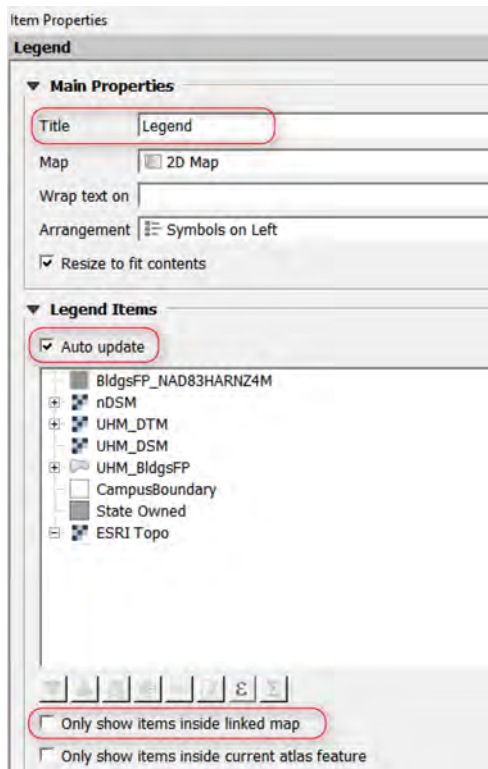 Item Properties
Legend
Main Properties
Title Legend
Map 2D Map
Wrap text on
Arrangement Symbols on Left
Resize to fit contents
Legend Items
Auto update
BldgsFP_NAD83HARNZ4M
nDSM
UHM_DTM
UHM_DSM
UHM_BldgsFP
CampusBoundary
State Owned
ESRI Topo
ε Σ
Only show items inside linked map
Only show items inside current atlas feature